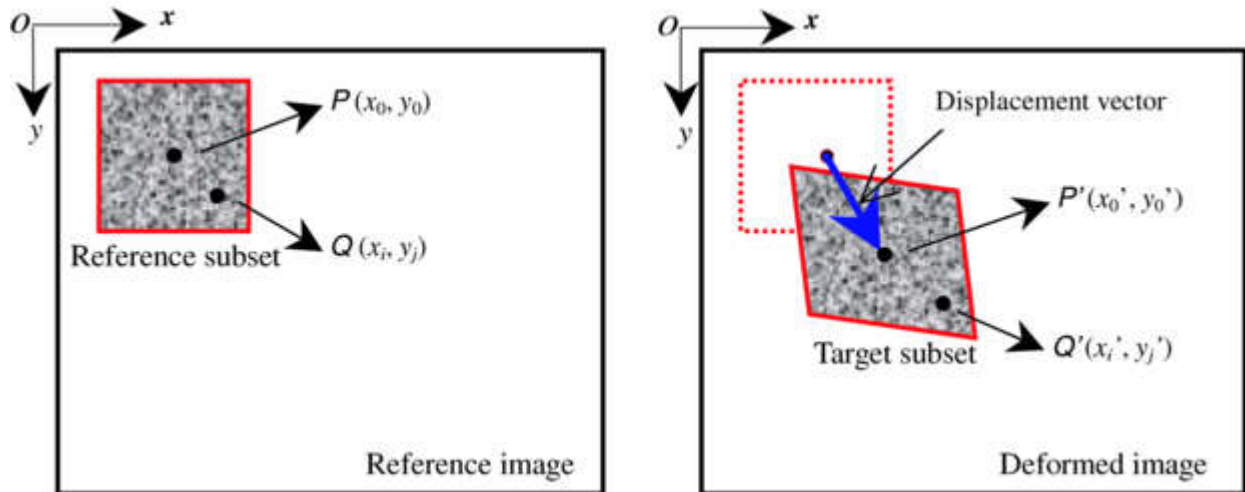 O x
y
P (x₀, y₀)
Q (xᵢ, yⱼ)
Reference subset
Reference image
O x
y
Displacement vector
P' (x₀', y₀')
Q' (xᵢ', yⱼ')
Target subset
Deformed image